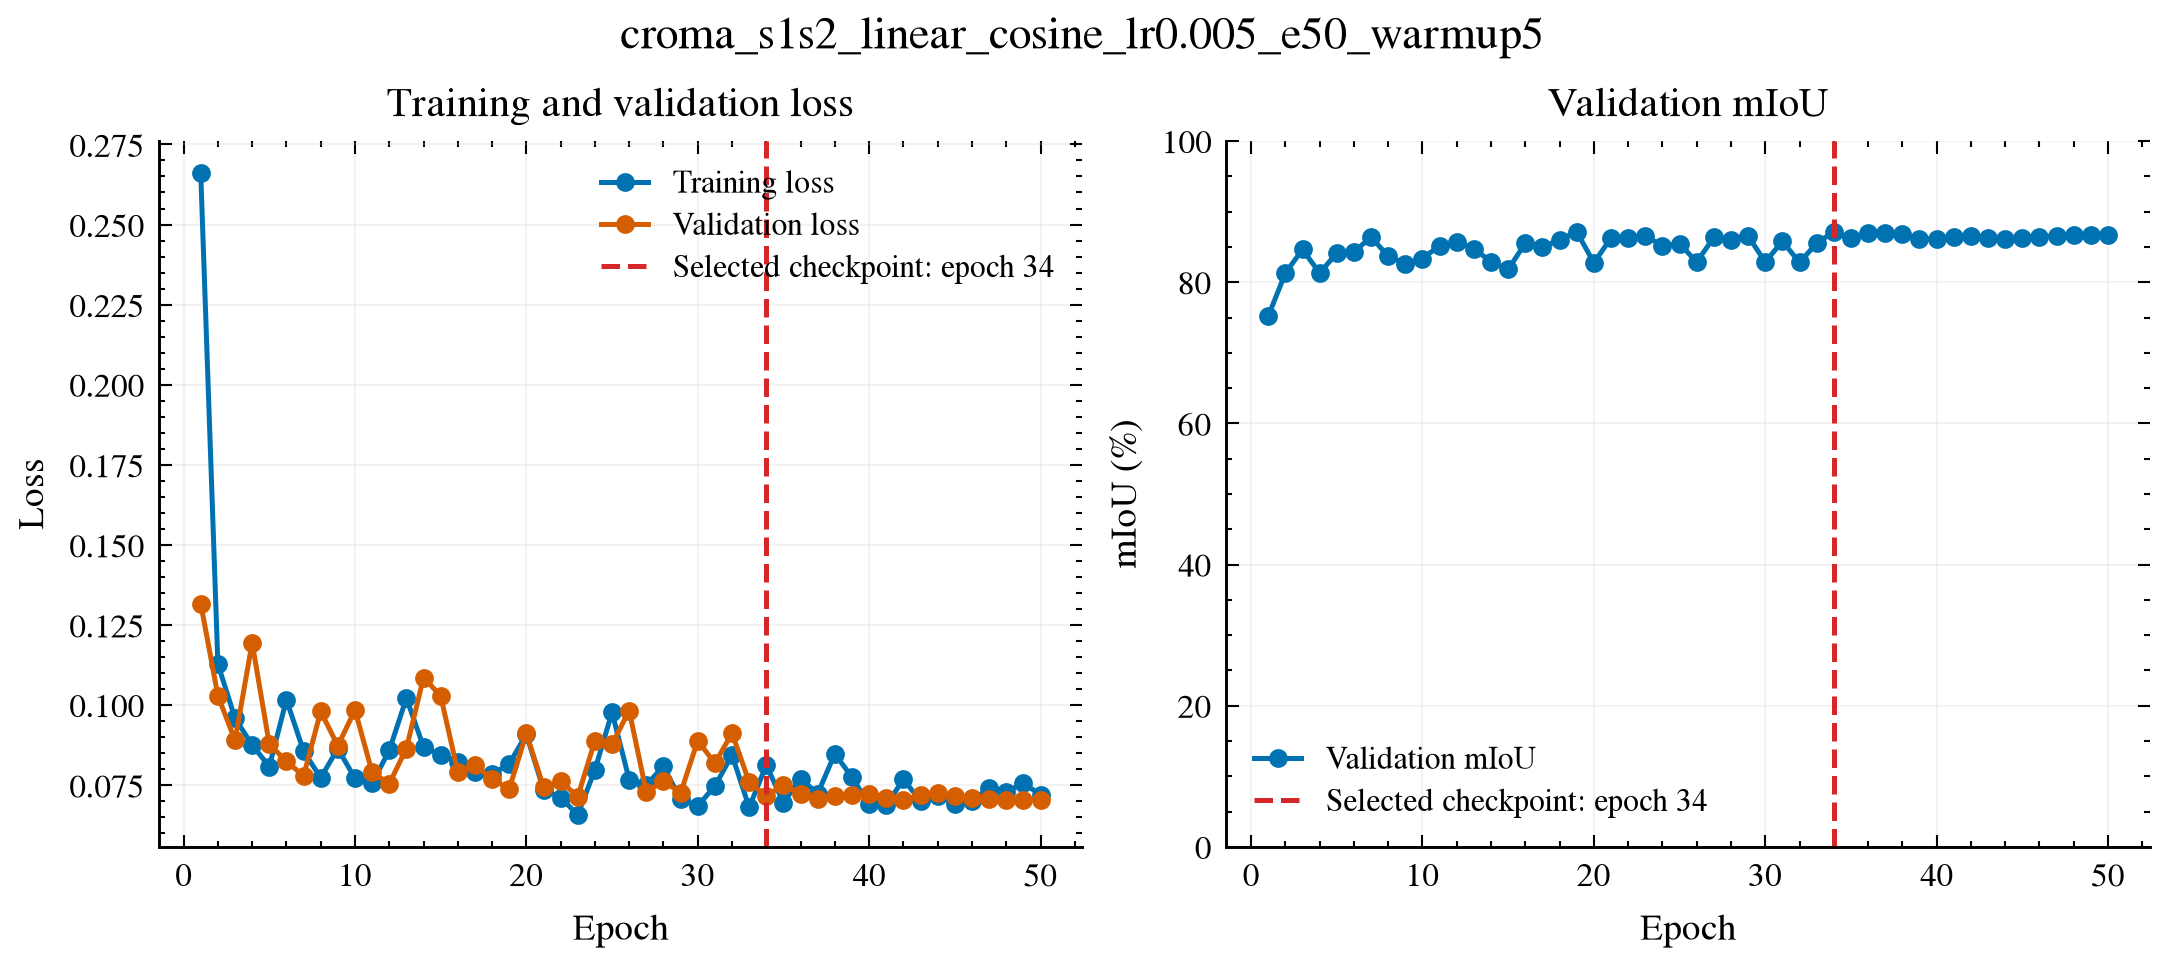 croma_s1s2_linear_cosine_lr0.005_e50_warmup5
Training and validation loss
0.275
0.250
0.225
0.200
0.175
0.150
0.125
0.100
0.075
Loss
Training loss
Validation loss
Selected checkpoint: epoch 34
0 10 20 30 40 50
Epoch
Validation mIoU
100
80
60
40
20
0
mIoU (%)
Validation mIoU
Selected checkpoint: epoch 34
0 10 20 30 40 50
Epoch